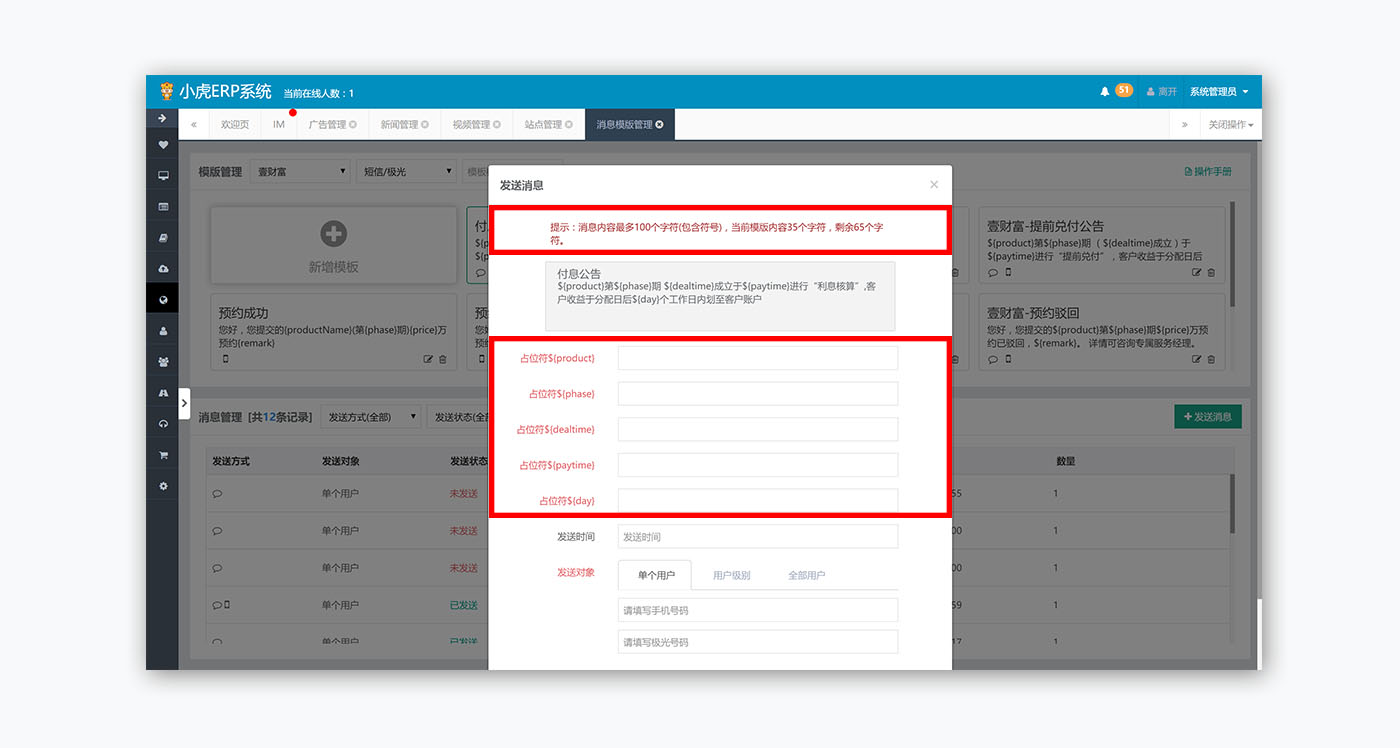 小虎ERP系统 当前在线人数：1
51 离开 系统管理员
欢迎页 IM 广告管理 新闻管理 视频管理 站点管理 消息模版管理 关闭操作
模版管理 壹财富 短信/极光 操作手册
新增模板
壹财富-提前兑付公告
${product}第${phase}期（${dealtime}成立）于
${paytime}进行“提前兑付”，客户收益于分配日后
预约成功
您好，您提交的{productName}{第{phase}期}{price}万
预约{remark}
壹财富-预约驳回
您好，您提交的${product}第${phase}期${price}万预
约已驳回，${remark}。 详情可咨询专属服务经理。
消息管理 [共12条记录] 发送方式(全部) 发送状态(全部 发送消息
发送方式 发送对象 发送状态 数量
单个用户 未发送 55 1
单个用户 未发送 00 1
单个用户 未发送 00 1
单个用户 已发送 59 1
单个用户 已发送 17 1
发送消息
提示：消息内容最多100个字符(包含符号)，当前模版内容35个字符，剩余65个字
符。
付息公告
${product}第${phase}期 ${dealtime}成立于${paytime}进行“利息核算”,客
户收益于分配日后${day}个工作日内划至客户账户
占位符${product}
占位符${phase}
占位符${dealtime}
占位符${paytime}
占位符${day}
发送时间 发送时间
发送对象 单个用户 用户级别 全部用户
请填写手机号码
请填写极光号码